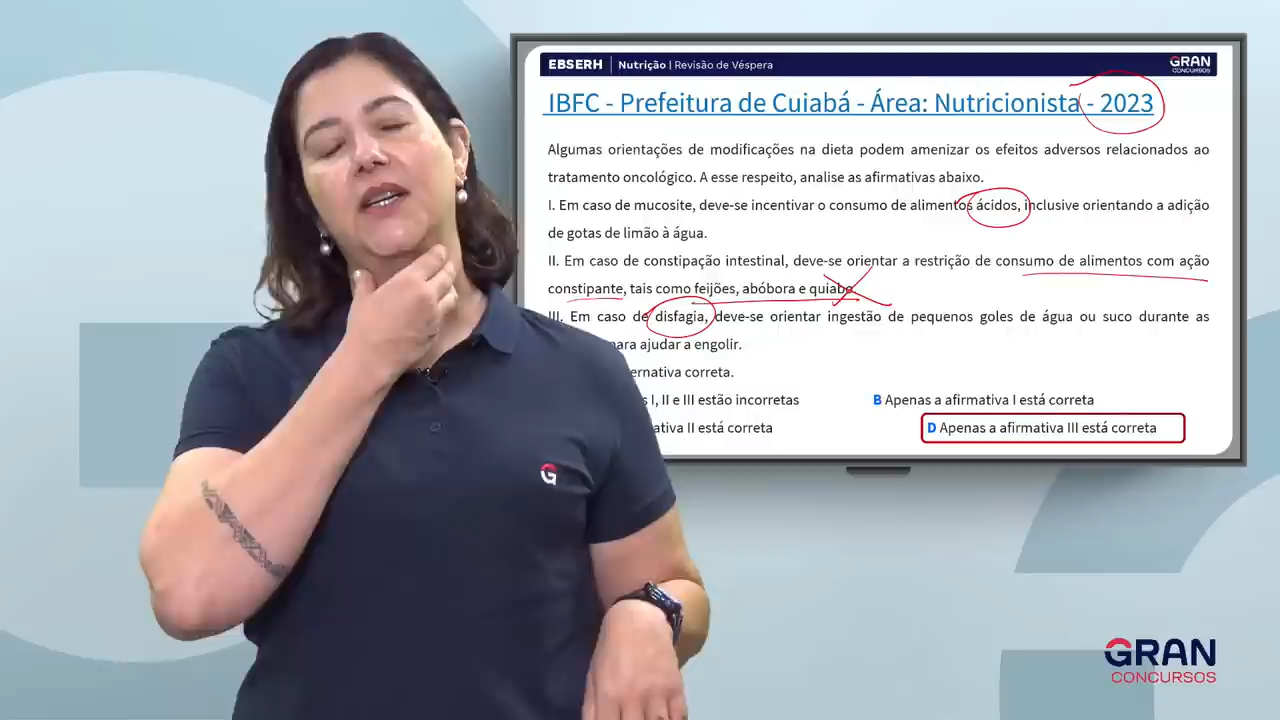 EBSERH | Nutrição | Revisão de Véspera
GRAN
CONCURSOS
IBFC - Prefeitura de Cuiabá - Área: Nutricionista - 2023
Algumas orientações de modificações na dieta podem amenizar os efeitos adversos relacionados ao
tratamento oncológico. A esse respeito, analise as afirmativas abaixo.
I. Em caso de mucosite, deve-se incentivar o consumo de alimentos ácidos, inclusive orientando a adição
de gotas de limão à água.
II. Em caso de constipação intestinal, deve-se orientar a restrição de consumo de alimentos com ação
constipante, tais como feijões, abóbora e quiabo.
III. Em caso de disfagia, deve-se orientar ingestão de pequenos goles de água ou suco durante as
para ajudar a engolir.
correta.
I, II e III estão incorretas
B Apenas a afirmativa I está correta
II está correta
D Apenas a afirmativa III está correta
G
GRAN
CONCURSOS